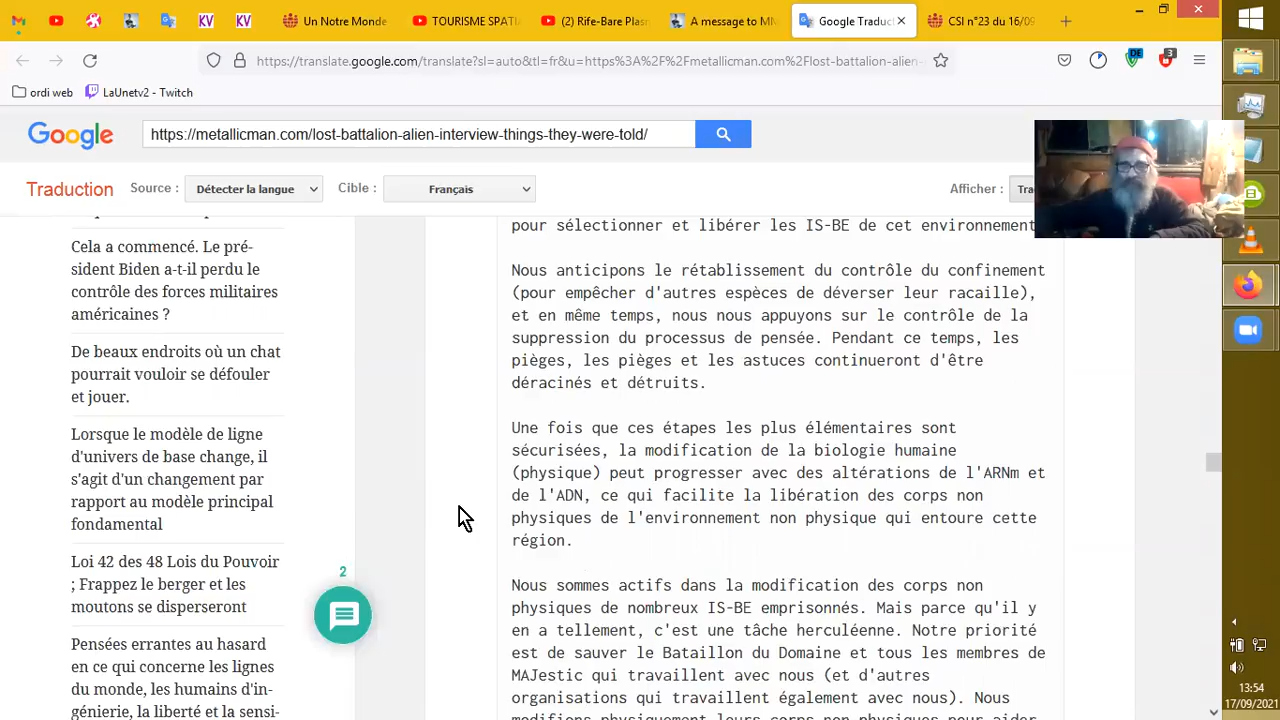 Un Notre Monde
TOURISME SPATI
(2) Rife-Bare Plasm
A message to MN
Google Traduct
CSI n°23 du 16/09
https://translate.google.com/translate?sl=auto&tl=fr&u=https%3A%2F%2Fmetallicman.com%2Flost-battalion-alien-
DE
3
ordi web
LaUnetv2 - Twitch
Google
https://metallicman.com/lost-battalion-alien-interview-things-they-were-told/
Traduction
Source :
Détecter la langue
Cible :
Français
Afficher :
Tra
Cela a commencé. Le pré-
sident Biden a-t-il perdu le
contrôle des forces militaires
américaines ?
De beaux endroits où un chat
pourrait vouloir se défouler
et jouer.
Lorsque le modèle de ligne
d'univers de base change, il
s'agit d'un changement par
rapport au modèle principal
fondamental
Loi 42 des 48 Lois du Pouvoir
; Frappez le berger et les
moutons se disperseront
Pensées errantes au hasard
en ce qui concerne les lignes
du monde, les humains d'in-
génierie, la liberté et la sensi-
2
pour sélectionner et libérer les IS-BE de cet environnement
Nous anticipons le rétablissement du contrôle du confinement
(pour empêcher d'autres espèces de déverser leur racaille),
et en même temps, nous nous appuyons sur le contrôle de la
suppression du processus de pensée. Pendant ce temps, les
pièges, les pièges et les astuces continueront d'être
déracinés et détruits.
Une fois que ces étapes les plus élémentaires sont
sécurisées, la modification de la biologie humaine
(physique) peut progresser avec des altérations de l'ARNm et
de l'ADN, ce qui facilite la libération des corps non
physiques de l'environnement non physique qui entoure cette
région.
Nous sommes actifs dans la modification des corps non
physiques de nombreux IS-BE emprisonnés. Mais parce qu'il y
en a tellement, c'est une tâche herculéenne. Notre priorité
est de sauver le Bataillon du Domaine et tous les membres de
MAJestic qui travaillent avec nous (et d'autres
organisations qui travaillent également avec nous). Nous
modifions physiquement leurs corps non physiques pour aider
13:54
17/09/2021